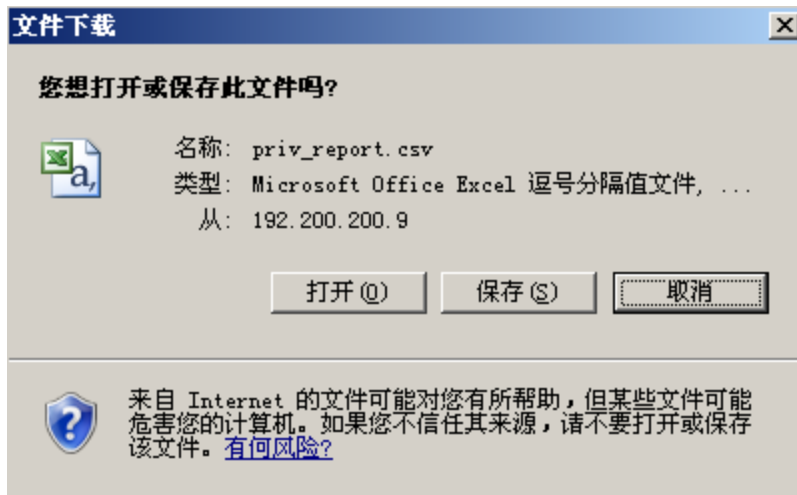 文件下载
您想打开或保存此文件吗?
名称: priv_report.csv
类型: Microsoft Office Excel 逗号分隔值文件, ...
从: 192.200.200.9
打开(O) 保存(S) 取消
来自 Internet 的文件可能对您有所帮助，但某些文件可能
危害您的计算机。如果您不信任其来源，请不要打开或保存
该文件。有何风险?